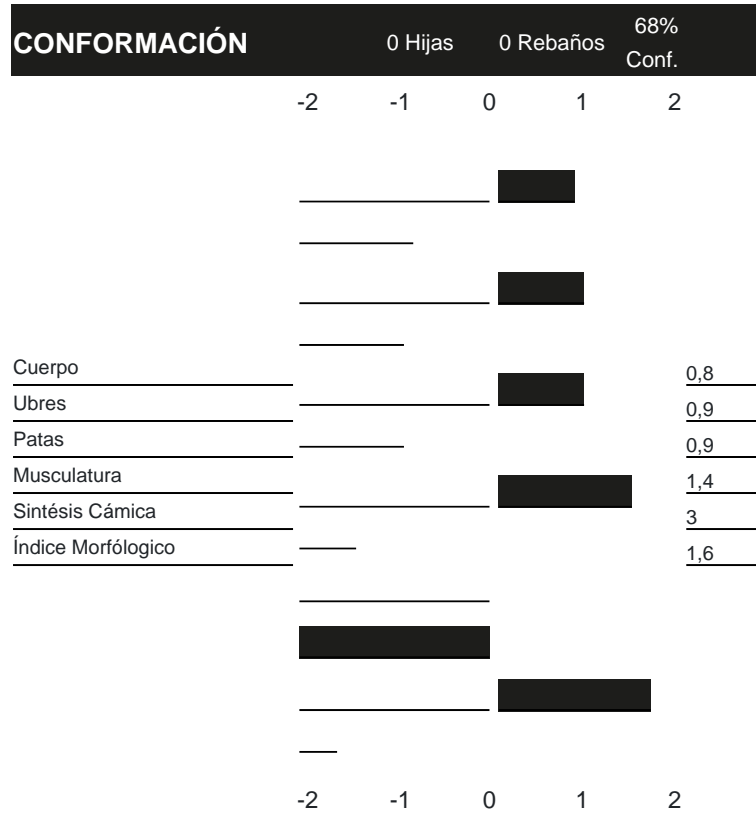 CONFORMACIÓN 0 Hijas 0 Rebaños 68% Conf.
-2 -1 0 1 2
Cuerpo 0,8
Ubres 0,9
Patas 0,9
Musculatura 1,4
Sintésis Cámica 3
Índice Morfólogico 1,6
-2 -1 0 1 2